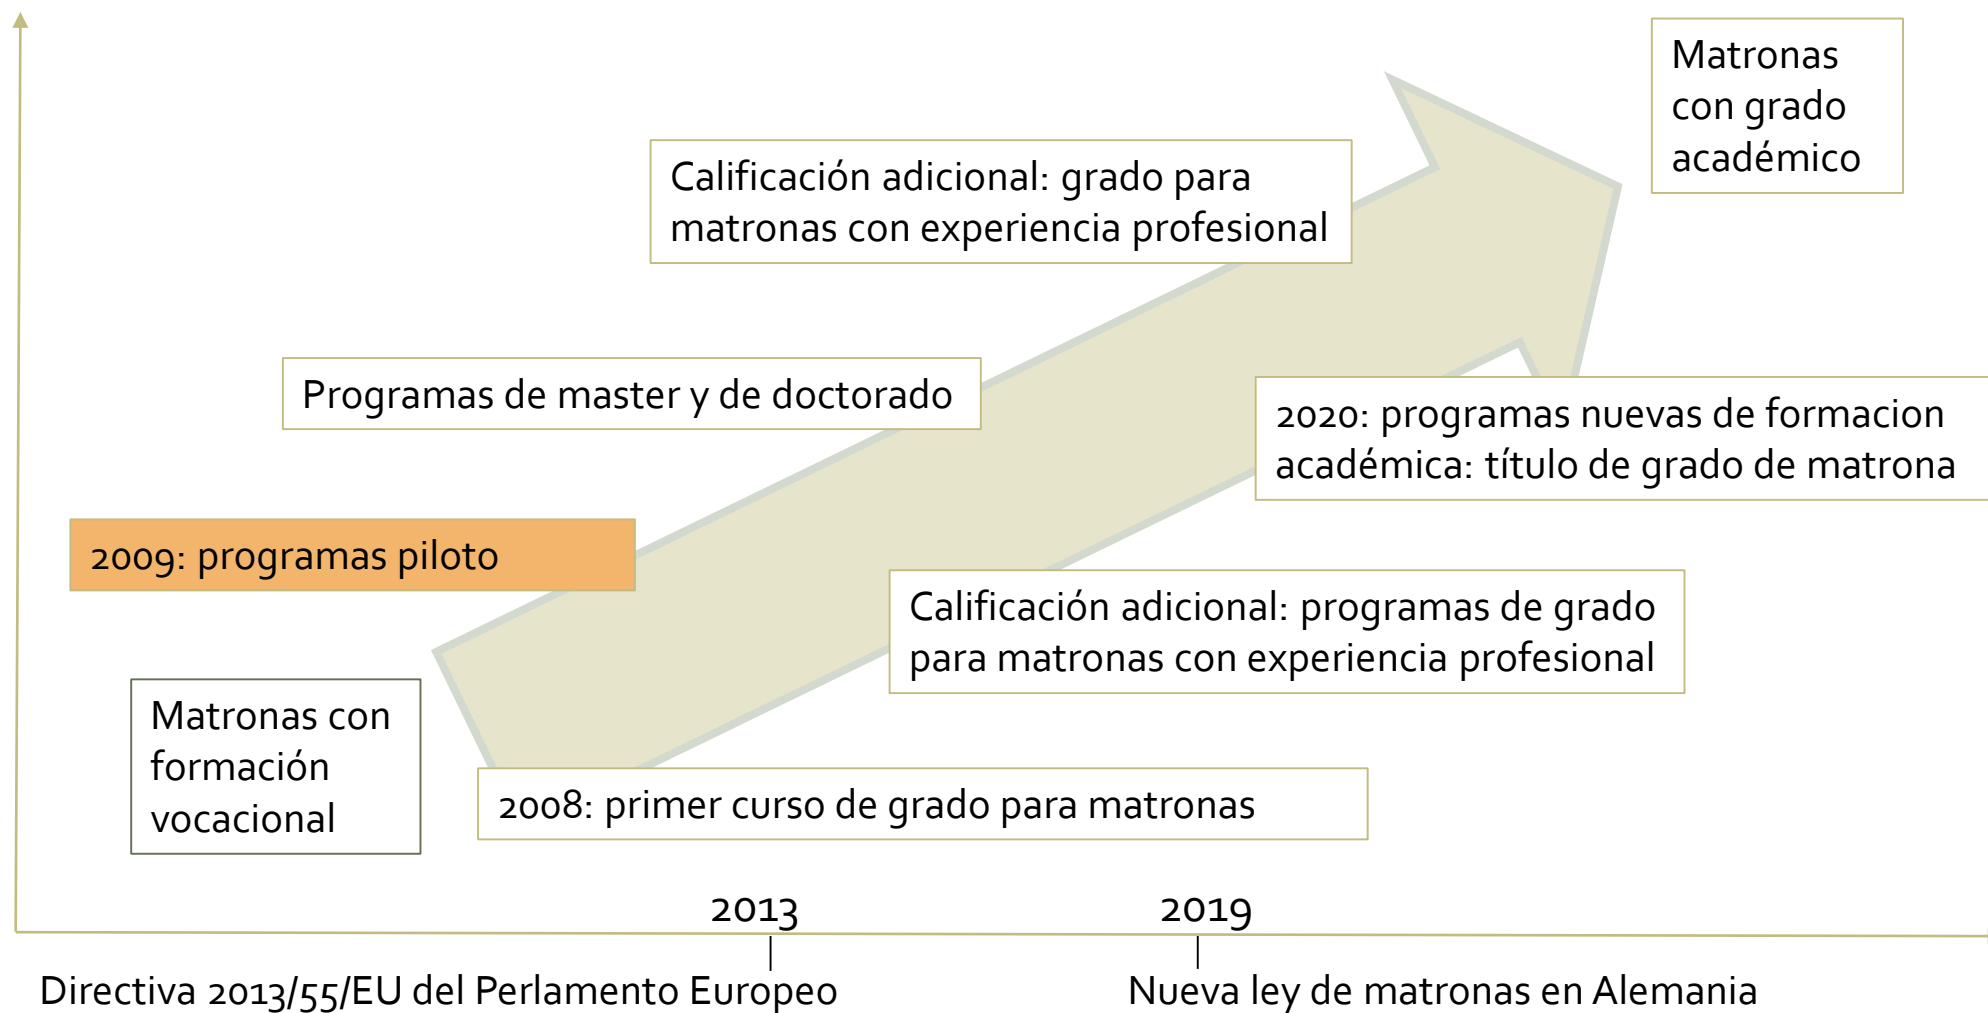 Matronas
con grado
académico
Calificación adicional: grado para
matronas con experiencia profesional
Programas de master y de doctorado
2020: programas nuevas de formacion
académica: título de grado de matrona
2009: programas piloto
Calificación adicional: programas de grado
para matronas con experiencia profesional
Matronas con
formación
vocacional
2008: primer curso de grado para matronas
2013
2019
Directiva 2013/55/EU del Perlamento Europeo
Nueva ley de matronas en Alemania